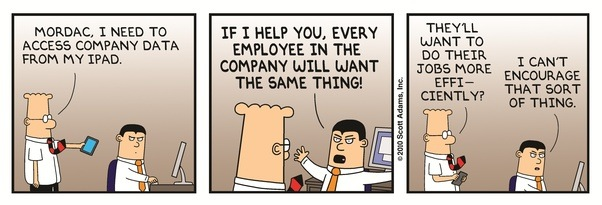 MORDAC, I NEED TO
ACCESS COMPANY DATA
FROM MY IPAD.
IF I HELP YOU, EVERY
EMPLOYEE IN THE
COMPANY WILL WANT
THE SAME THING!
©2010 Scott Adams, Inc.
THEY'LL
WANT TO
DO THEIR
JOBS MORE
EFFI-
CIENTLY?
I CAN'T
ENCOURAGE
THAT SORT
OF THING.